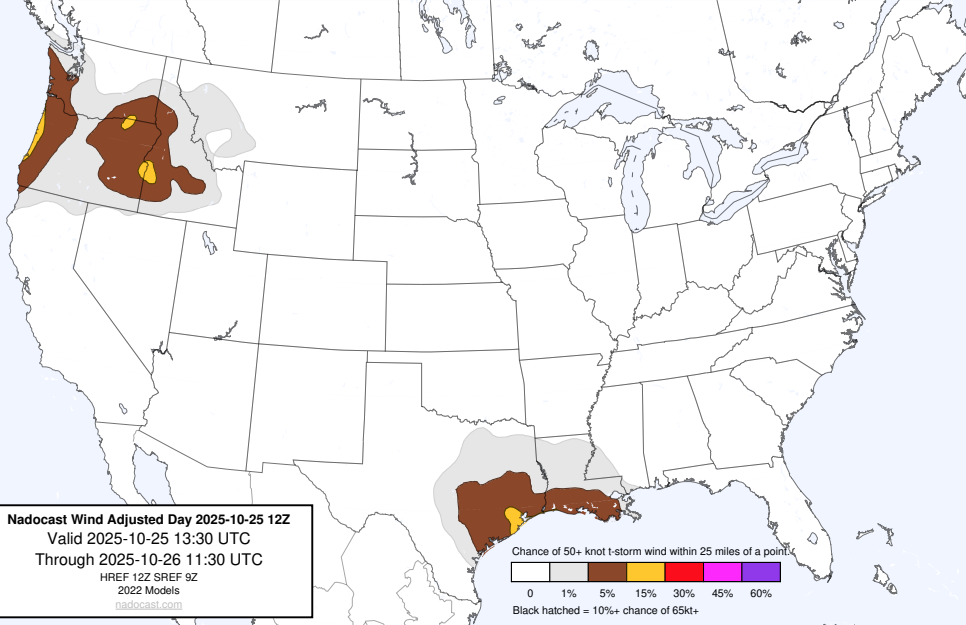 Nadocast Wind Adjusted Day 2025-10-25 12Z
Valid 2025-10-25 13:30 UTC
Through 2025-10-26 11:30 UTC
HREF 12Z SREF 9Z
2022 Models
nadocast.com
Chance of 50+ knot t-storm wind within 25 miles of a point.
0 1% 5% 15% 30% 45% 60%
Black hatched = 10%+ chance of 65kt+